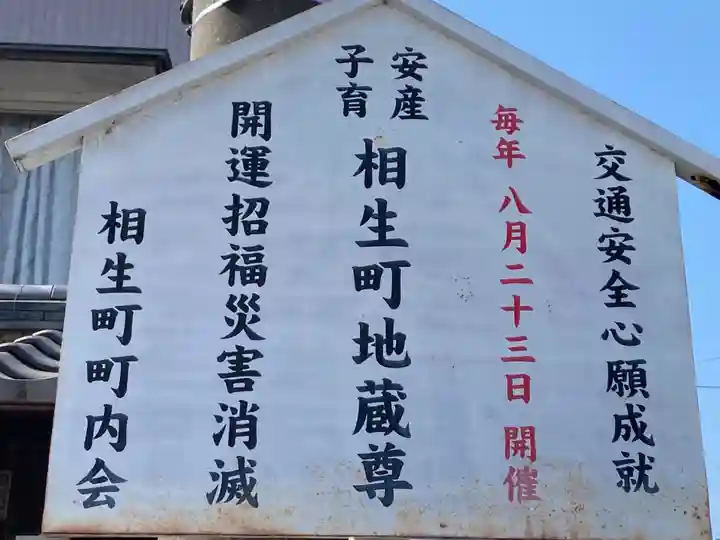 交通安全心願成就
毎年 八月二十三日 開催
安産
子育
相生町地蔵尊
開運招福災害消滅
相生町町内会